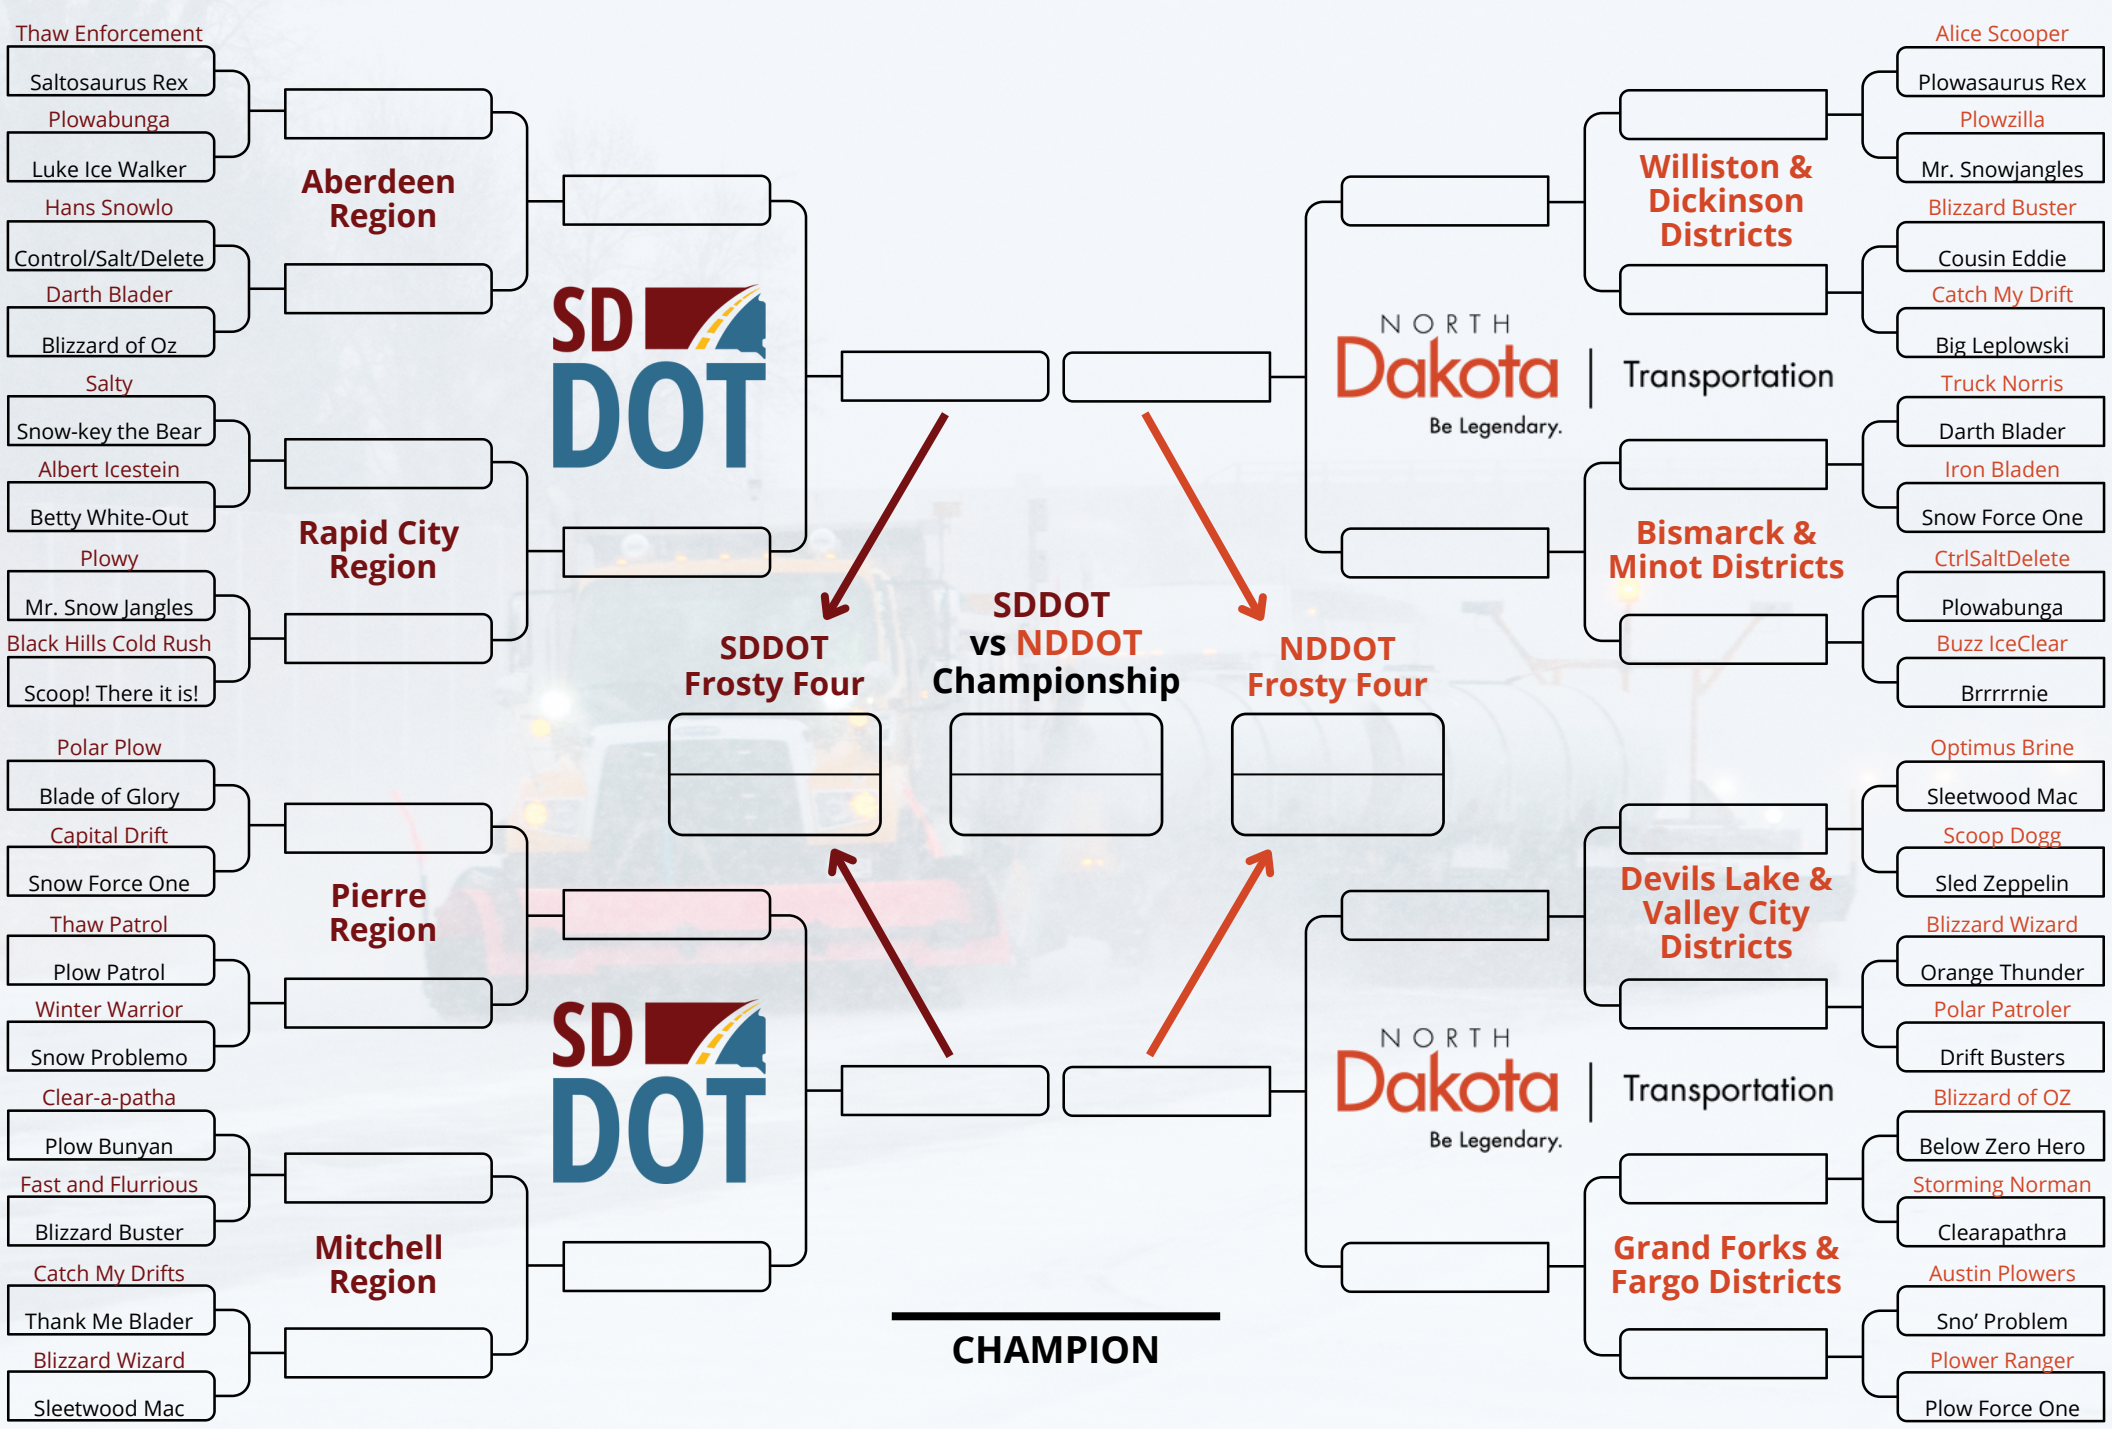 Thaw Enforcement
Saltosaurus Rex
Plowabunga
Luke Ice Walker
Hans Snowlo
Control/Salt/Delete
Darth Blader
Blizzard of Oz
Aberdeen
Region
Salty
Snow-key the Bear
Albert Icestein
Betty White-Out
Plowy
Mr. Snow Jangles
Black Hills Cold Rush
Scoop! There it is!
Rapid City
Region
Polar Plow
Blade of Glory
Capital Drift
Snow Force One
Thaw Patrol
Plow Patrol
Winter Warrior
Snow Problemo
Pierre
Region
Clear-a-patha
Plow Bunyan
Fast and Flurrious
Blizzard Buster
Catch My Drifts
Thank Me Blader
Blizzard Wizard
Sleetwood Mac
Mitchell
Region
SD
DOT
SD
DOT
SDDOT
Frosty Four
SDDOT
vs NDDOT
Championship
NDDOT
Frosty Four
CHAMPION
NORTH
Dakota
Be Legendary.
Transportation
NORTH
Dakota
Be Legendary.
Transportation
Williston &
Dickinson
Districts
Alice Scooper
Plowasaurus Rex
Plowzilla
Mr. Snowjangles
Blizzard Buster
Cousin Eddie
Catch My Drift
Big Leplowski
Bismarck &
Minot Districts
Truck Norris
Darth Blader
Iron Bladen
Snow Force One
CtrlSaltDelete
Plowabunga
Buzz IceClear
Brrrrrnie
Devils Lake &
Valley City
Districts
Optimus Brine
Sleetwood Mac
Scoop Dogg
Sled Zeppelin
Blizzard Wizard
Orange Thunder
Polar Patroler
Drift Busters
Grand Forks &
Fargo Districts
Blizzard of OZ
Below Zero Hero
Storming Norman
Clearapathra
Austin Plowers
Sno’ Problem
Plower Ranger
Plow Force One